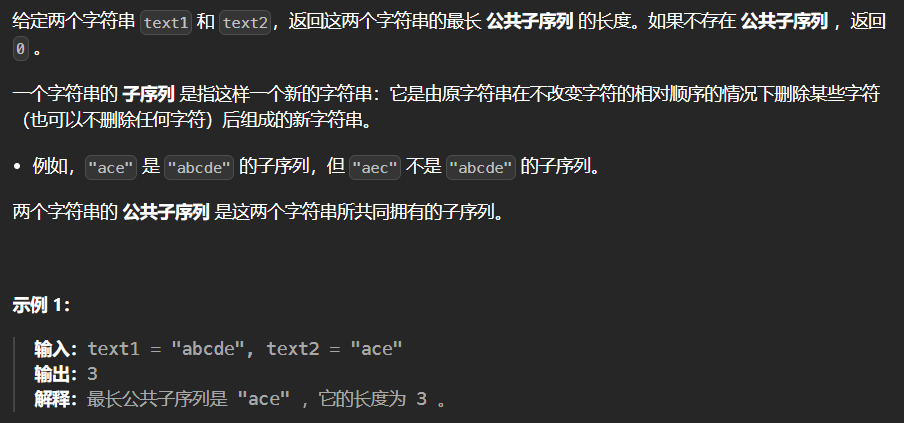 给定两个字符串 text1 和 text2，返回这两个字符串的最长 公共子序列 的长度。如果不存在 公共子序列 ，返回
0 。
一个字符串的 子序列 是指这样一个新的字符串：它是由原字符串在不改变字符的相对顺序的情况下删除某些字符
（也可以不删除任何字符）后组成的新字符串。
• 例如，"ace" 是 "abcde" 的子序列，但 "aec" 不是 "abcde" 的子序列。
两个字符串的 公共子序列 是这两个字符串所共同拥有的子序列。
示例 1：
输入：text1 = "abcde", text2 = "ace"
输出：3
解释：最长公共子序列是 "ace" ，它的长度为 3 。